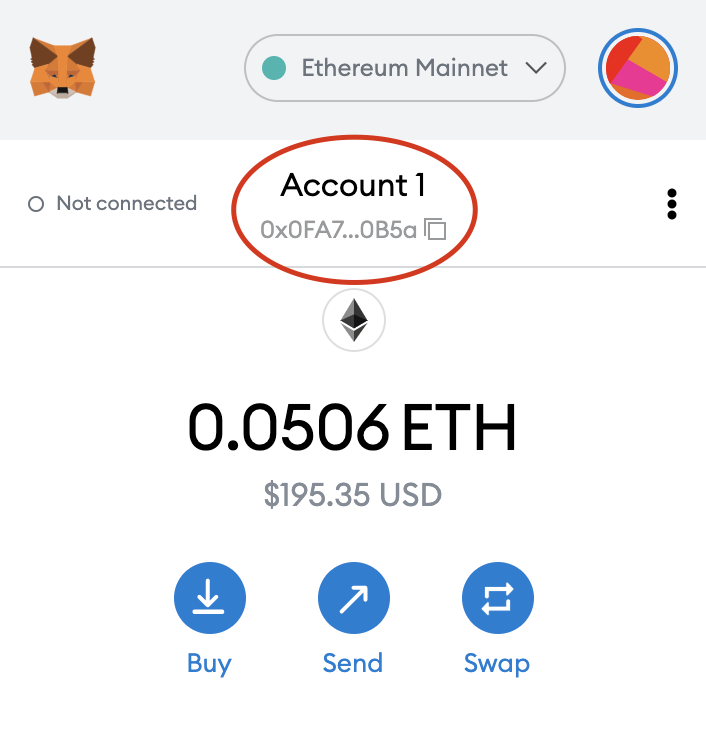 Ethereum Mainnet
Account 1
Not connected
0x0FA7...0B5a
0.0506 ETH
$195.35 USD
Buy
Send
Swap